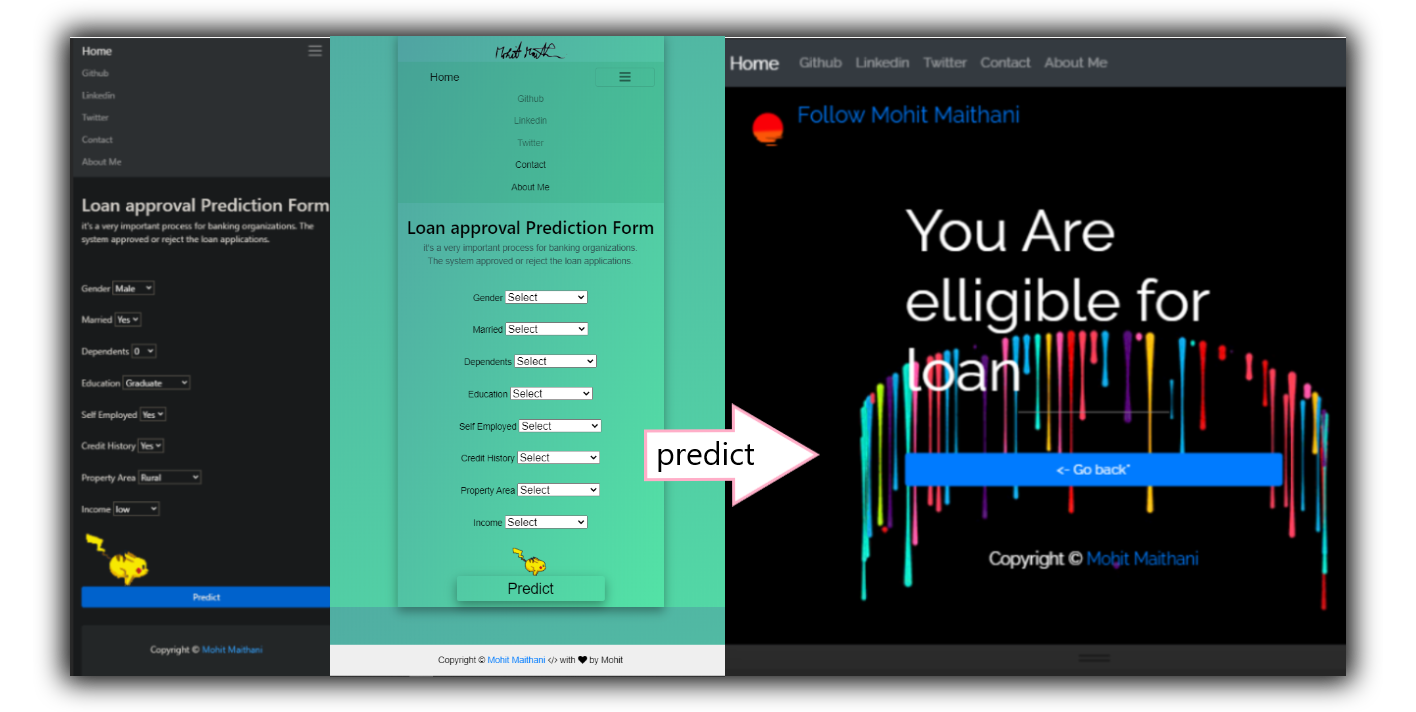 Home
Github
Linkedin
Twitter
Contact
About Me
Loan approval Prediction Form
it's a very important process for banking organizations. The
system approved or reject the loan applications.
Gender Male
Married Yes
Dependents 0
Education Graduate
Self Employed Yes
Credit History Yes
Property Area Rural
Income low
Predict
Copyright © Mohit Maithani
Home
Github
Linkedin
Twitter
Contact
About Me
Loan approval Prediction Form
it's a very important process for banking organizations.
The system approved or reject the loan applications.
Gender Select
Married Select
Dependents Select
Education Select
Self Employed Select
Credit History Select
Property Area Select
Income Select
Predict
Copyright © Mohit Maithani </> with ♥ by Mohit
predict
Home Github Linkedin Twitter Contact About Me
Follow Mohit Maithani
You Are
elligible for
loan
<- Go back"
Copyright © Mohit Maithani